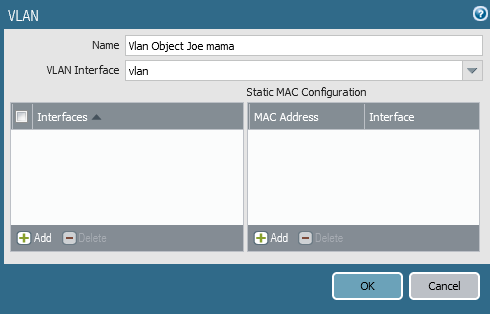 VLAN
Name Vlan Object Joe mama
VLAN Interface vlan
Static MAC Configuration
Interfaces MAC Address Interface
Add Delete Add Delete
OK Cancel